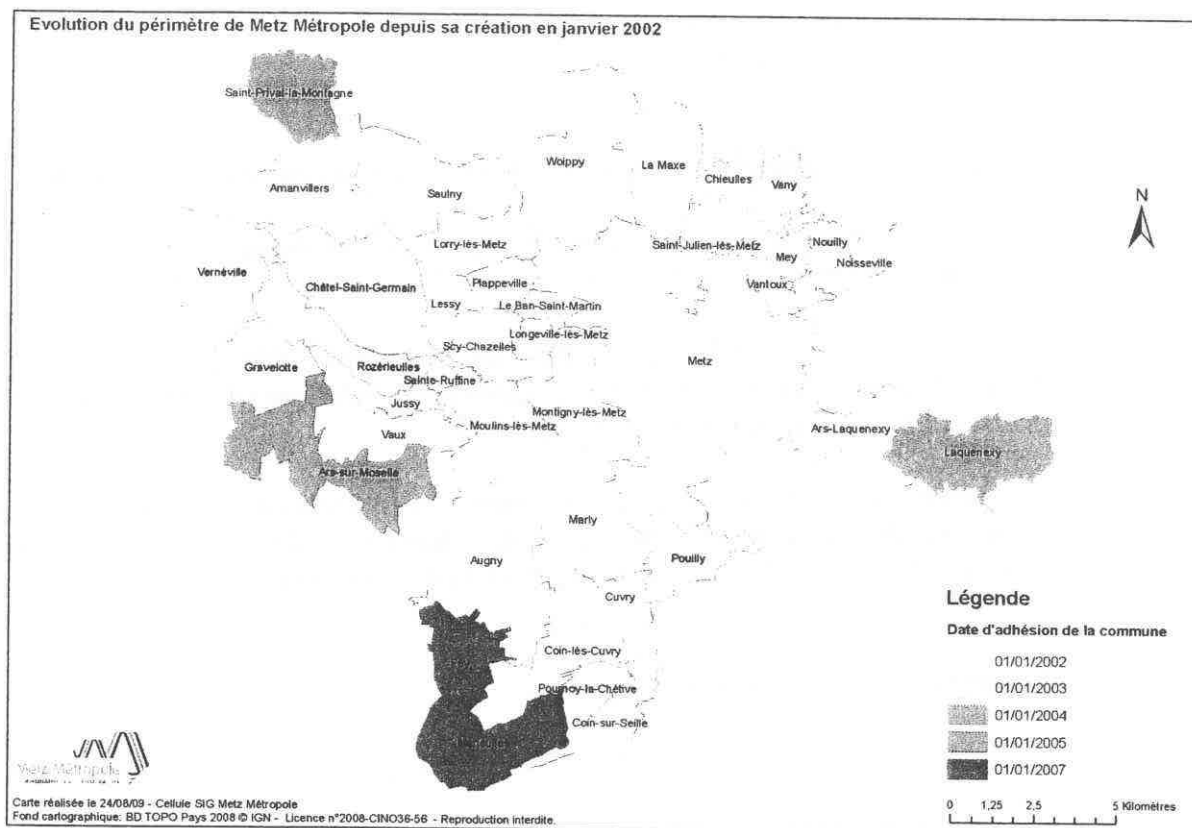 Evolution du périmètre de Metz Métropole depuis sa création en janvier 2002
Saint-Prival-la-Montagne
Woippy
La Maxe
Chieulles
Vany
Amanvillers
Saulny
N
Lorry-lès-Metz
Saint-Julien-lès-Metz
Nouilly
Mey
Noisseville
Vernéville
Châtel-Saint-Germain
Plappeville
Vantoux
Lessy
Le Ban-Saint-Martin
Longeville-lès-Metz
Scy-Chazelles
Metz
Gravelotte
Rozérieulles
Sainte-Ruffine
Jussy
Montigny-lès-Metz
Moulins-lès-Metz
Ars-Laquenexy
Vaux
Laquenexy
Ars-sur-Moselle
Marly
Augny
Pouilly
Cuvry
Coin-lès-Cuvry
Pournoy-la-Chétive
Coin-sur-Seille
Légende
Date d'adhésion de la commune
01/01/2002
01/01/2003
01/01/2004
01/01/2005
01/01/2007
Metz Métropole
Carte réalisée le 24/08/09 - Cellule SIG Metz Métropole
Fond cartographique: BD TOPO Pays 2008 © IGN - Licence n°2008-CINO36-56 - Reproduction interdite.
0 1,25 2,5 5 Kilomètres